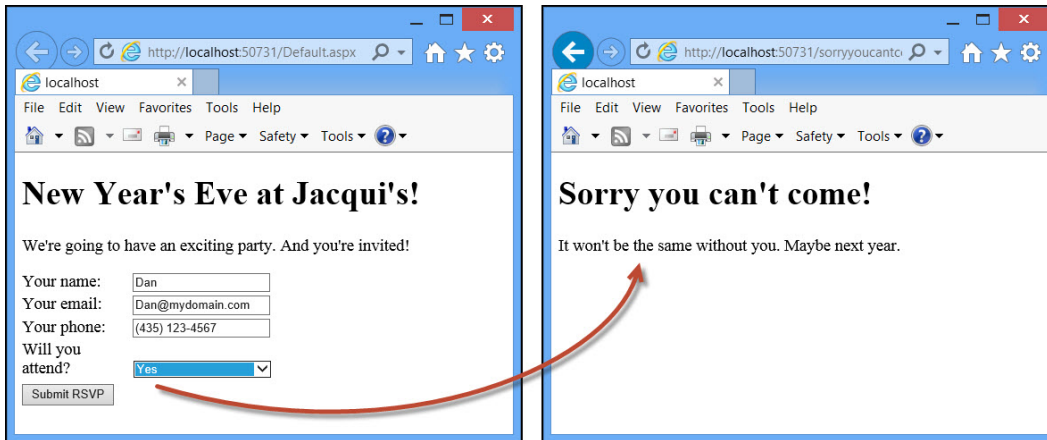 http://localhost:50731/Default.aspx
localhost
File Edit View Favorites Tools Help
Page Safety Tools
New Year's Eve at Jacqui's!
We're going to have an exciting party. And you're invited!
Your name: Dan
Your email: Dan@mydomain.com
Your phone: (435) 123-4567
Will you
attend? Yes
Submit RSVP
http://localhost:50731/sorryyoucantc
localhost
File Edit View Favorites Tools Help
Page Safety Tools
Sorry you can't come!
It won't be the same without you. Maybe next year.